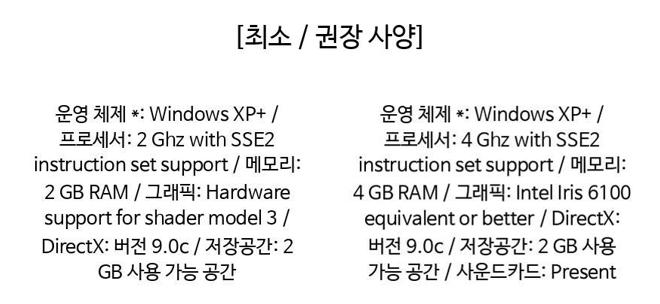 [최소 / 권장 사양]
운영 체제 *: Windows XP+ /
프로세서: 2 Ghz with SSE2
instruction set support / 메모리:
2 GB RAM / 그래픽: Hardware
support for shader model 3 /
DirectX: 버전 9.0c / 저장공간: 2
GB 사용 가능 공간
운영 체제 *: Windows XP+ /
프로세서: 4 Ghz with SSE2
instruction set support / 메모리:
4 GB RAM / 그래픽: Intel Iris 6100
equivalent or better / DirectX:
버전 9.0c / 저장공간: 2 GB 사용
가능 공간 / 사운드카드: Present